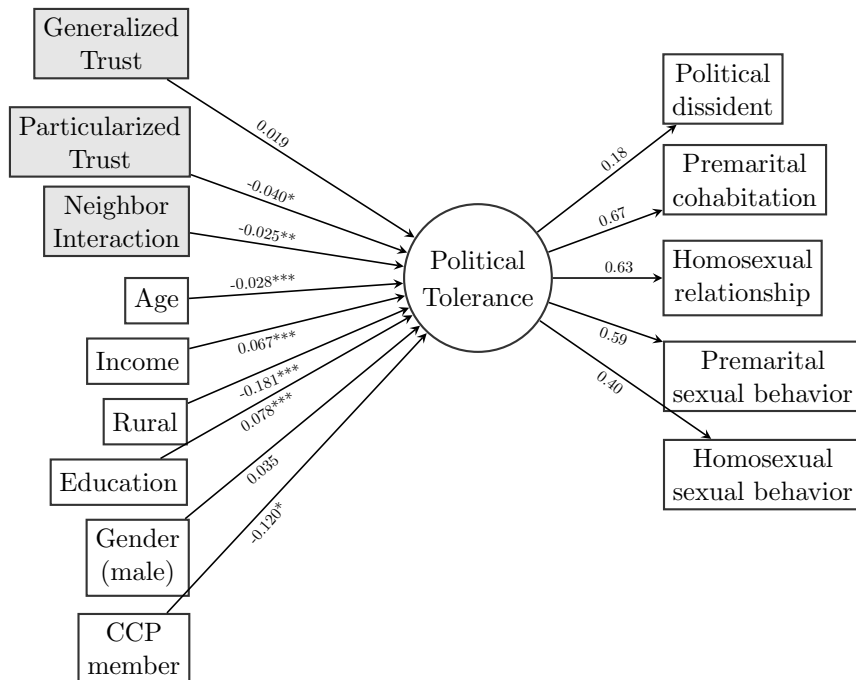 Generalized
Trust
Particularized
Trust
Neighbor
Interaction
Age
Income
Rural
Education
Gender
(male)
CCP
member
0.019
-0.040*
-0.025**
-0.028***
0.067***
-0.181***
0.078***
0.035
-0.120*
Political
Tolerance
0.18
0.67
0.63
0.59
0.40
Political
dissident
Premarital
cohabitation
Homosexual
relationship
Premarital
sexual behavior
Homosexual
sexual behavior